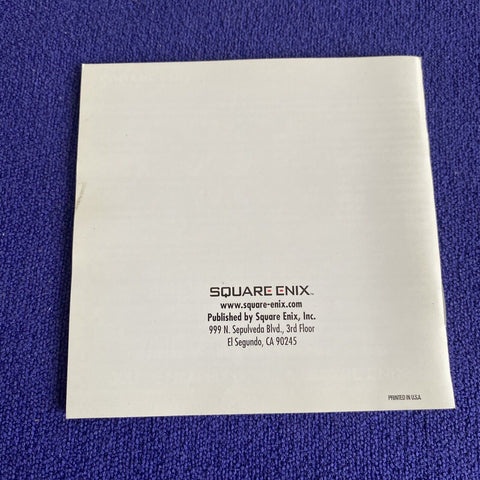 SQUARE ENIX™
www.square-enix.com
Published by Square Enix, Inc.
999 N. Sepulveda Blvd., 3rd Floor
El Segundo, CA 90245
PRINTED IN U.S.A.